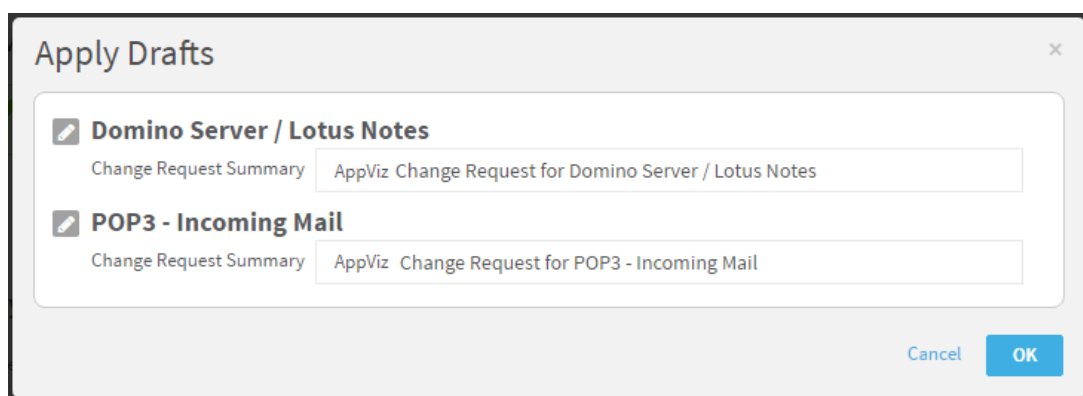 Apply Drafts
×
Domino Server / Lotus Notes
Change Request Summary AppViz Change Request for Domino Server / Lotus Notes
POP3 - Incoming Mail
Change Request Summary AppViz Change Request for POP3 - Incoming Mail
Cancel OK